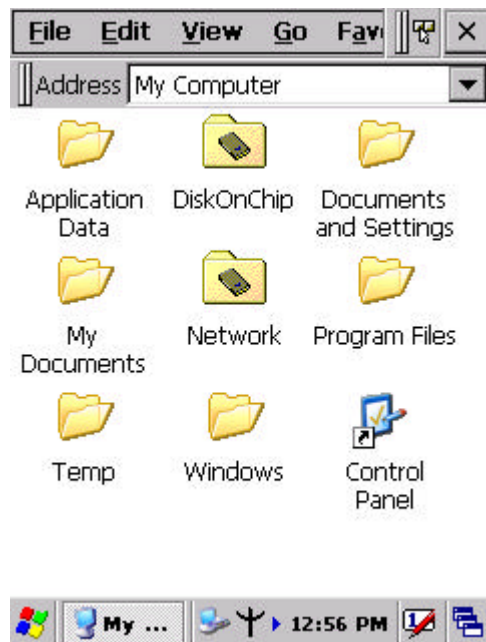 File Edit View Go Fav
Address My Computer
Application Data
DiskOnChip
Documents and Settings
My Documents
Network
Program Files
Temp
Windows
Control Panel
My ...
12:56 PM